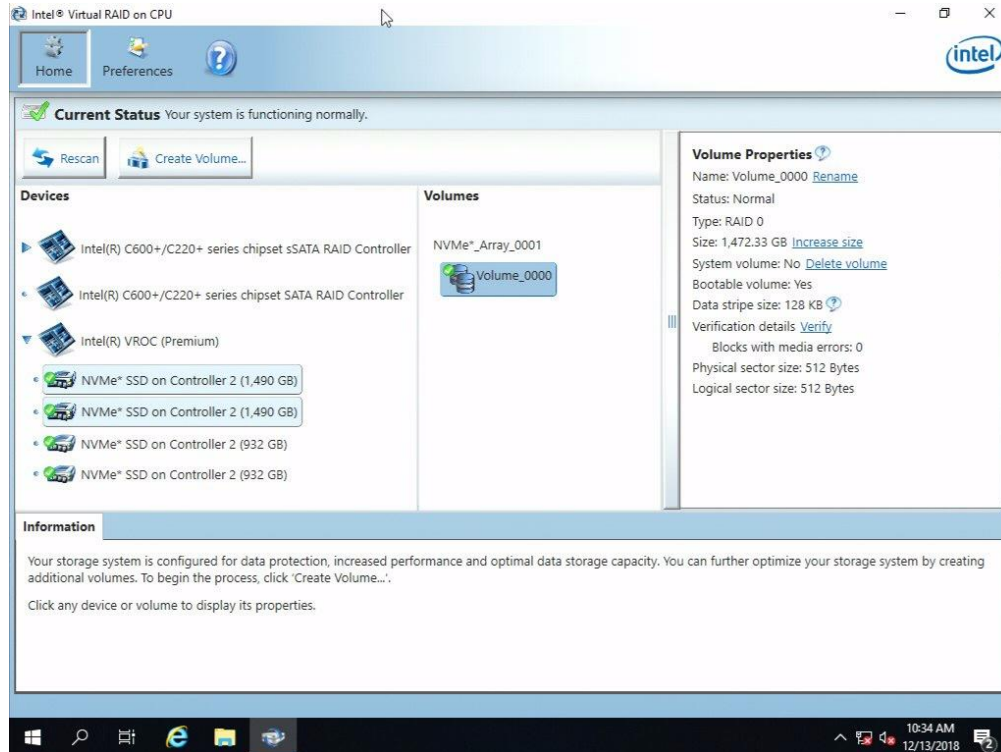 Intel® Virtual RAID on CPU
Home
Preferences
?
intel
Current Status Your system is functioning normally.
Rescan
Create Volume...
Devices
Intel(R) C600+/C220+ series chipset sSATA RAID Controller
Intel(R) C600+/C220+ series chipset SATA RAID Controller
Intel(R) VROC (Premium)
NVMe* SSD on Controller 2 (1,490 GB)
NVMe* SSD on Controller 2 (1,490 GB)
NVMe* SSD on Controller 2 (932 GB)
NVMe* SSD on Controller 2 (932 GB)
Volumes
NVMe*_Array_0001
Volume_0000
Volume Properties ?
Name: Volume_0000 Rename
Status: Normal
Type: RAID 0
Size: 1,472.33 GB Increase size
System volume: No Delete volume
Bootable volume: Yes
Data stripe size: 128 KB ?
Verification details Verify
Blocks with media errors: 0
Physical sector size: 512 Bytes
Logical sector size: 512 Bytes
Information
Your storage system is configured for data protection, increased performance and optimal data storage capacity. You can further optimize your storage system by creating
additional volumes. To begin the process, click 'Create Volume...'.
Click any device or volume to display its properties.
10:34 AM
12/13/2018
2